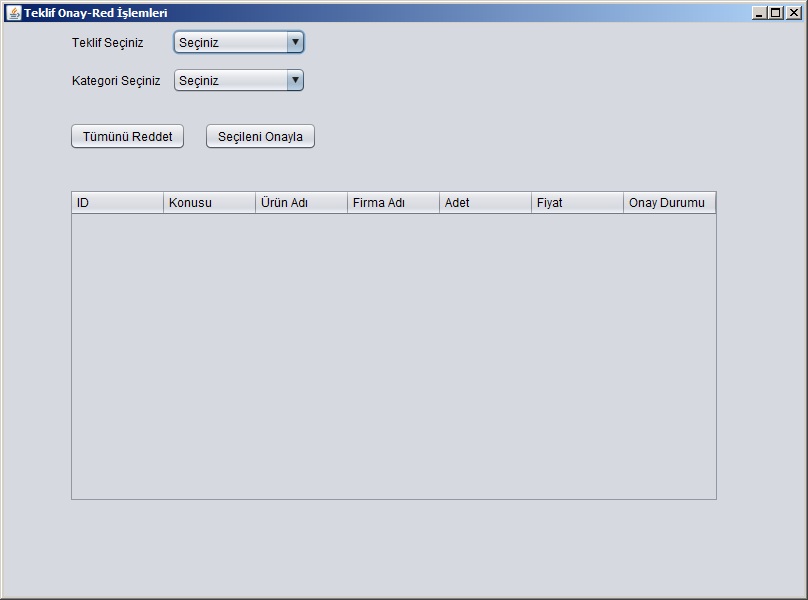 Teklif Onay-Red İşlemleri
Teklif Seçiniz Seçiniz
Kategori Seçiniz Seçiniz
Tümünü Reddet Seçileni Onayla
ID Konusu Ürün Adı Firma Adı Adet Fiyat Onay Durumu